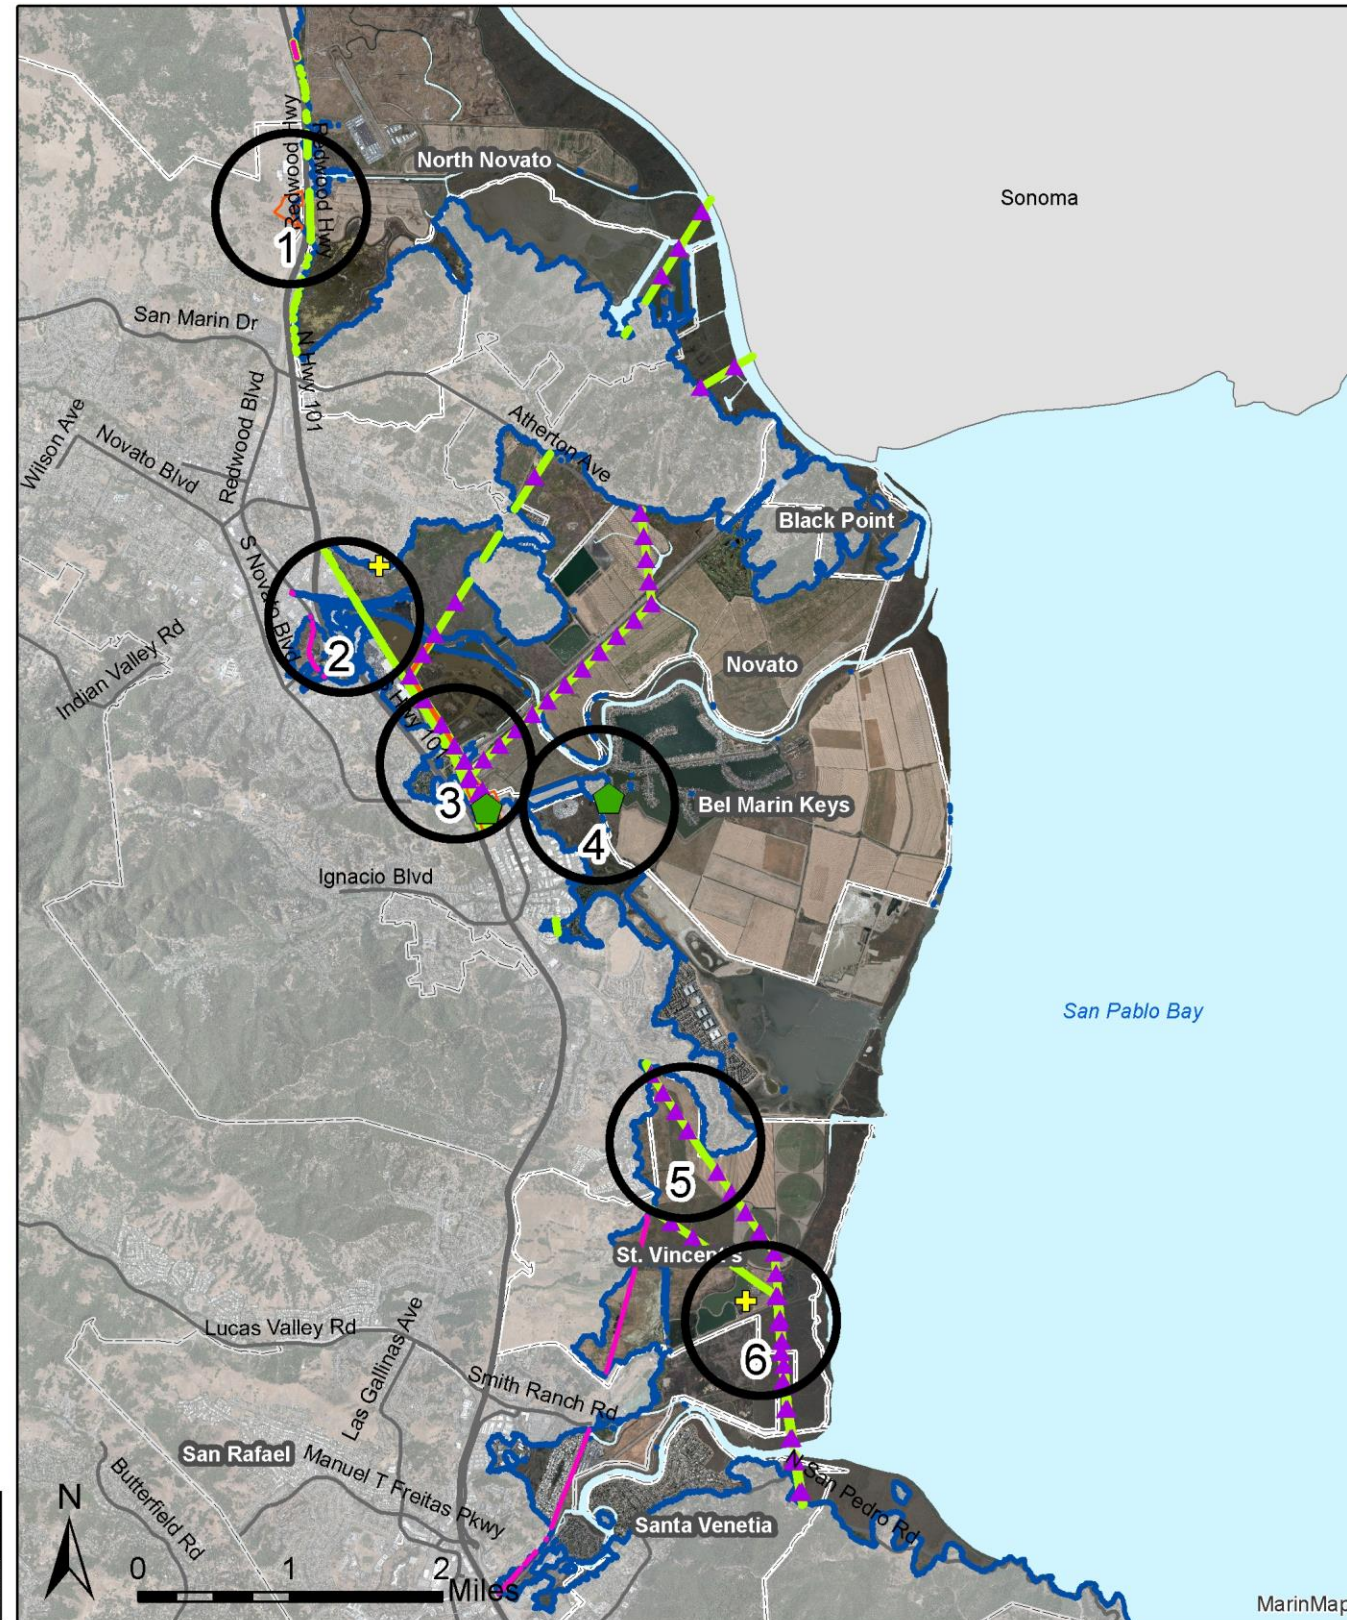 Redwood Hwy
Redwood Hwy
North Novato
Sonoma
1
San Marin Dr
N Hwy 101
Redwood Blvd
Wilson Ave
Novato Blvd
Atherton Ave
Black Point
S Novato Blvd
2
Indian Valley Rd
Novato
S Hwy 101
3
4
Bel Marin Keys
Ignacio Blvd
San Pablo Bay
5
St. Vincent's
Lucas Valley Rd
Las Gallinas Ave
6
Smith Ranch Rd
San Rafael
Manuel T Freitas Pkwy
Butterfield Rd
N San Pedro Rd
Santa Venetia
N
0 1 2
Miles
MarinMap